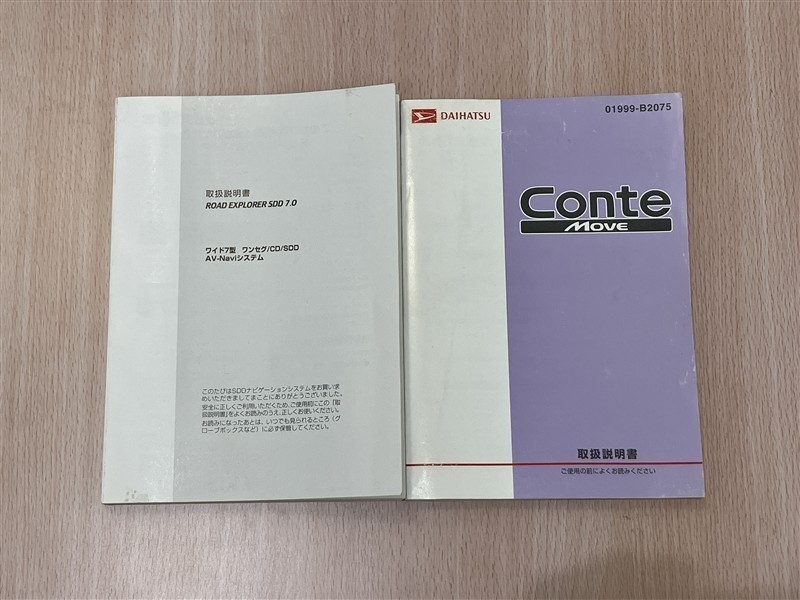 取扱説明書
ROAD EXPLORER SDD 7.0
ワイド7型 ワンセグ/CD/SDD
AV-Naviシステム
このたびはSDDナビゲーションシステムをお買い求
めいただきましてまことにありがとうございました。
安全に正しくご利用いただくため、ご使用前にこの「取
扱説明書」をよくお読みのうえ、正しくお使いください。
お読みになったあとは、いつでも見られるところ（グ
ローブボックスなど）に必ず保管してください。
DAIHATSU
01999-B2075
Conte
MOVE
取扱説明書
ご使用の前によくお読みください